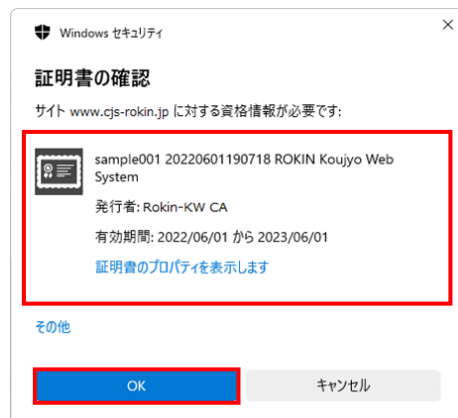 Windows セキュリティ
証明書の確認
サイト www.cjs-rokin.jp に対する資格情報が必要です:
sample001 20220601190718 ROKIN Koujyo Web
System
発行者: Rokin-KW CA
有効期間: 2022/06/01 から 2023/06/01
証明書のプロパティを表示します
その他
OK
キャンセル